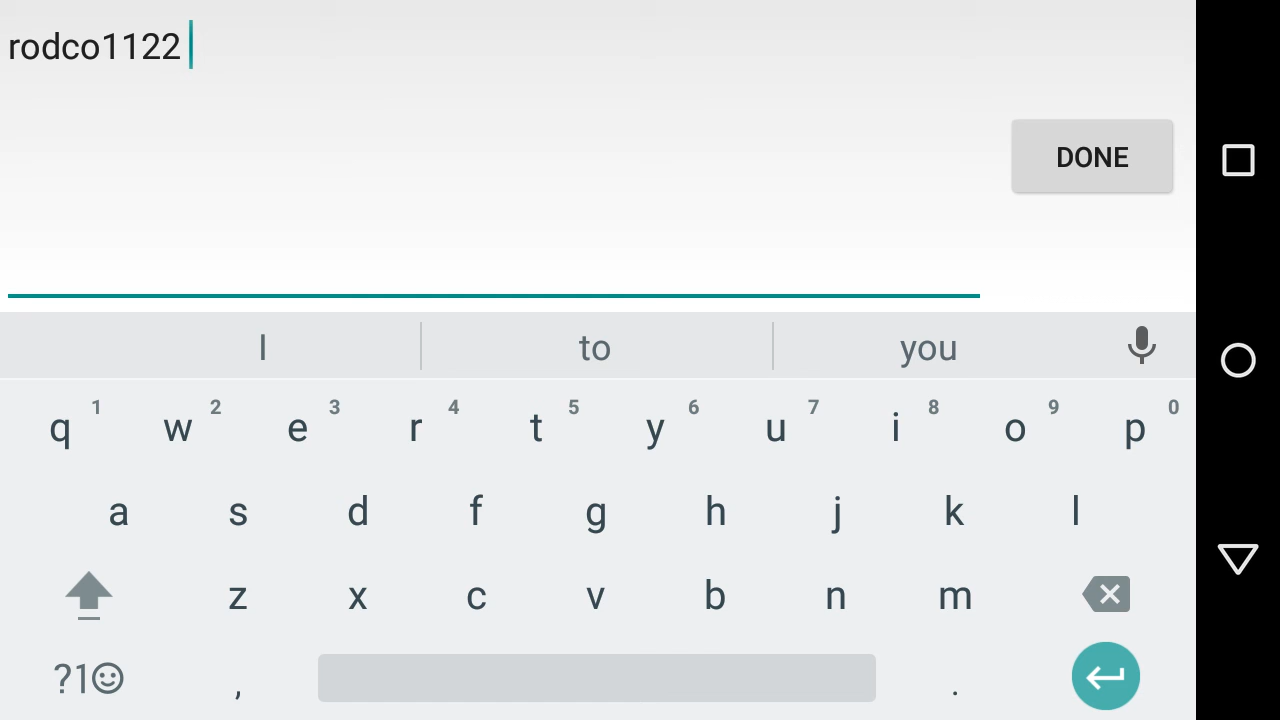 rodco1122
DONE
I to you
q 1 w 2 e 3 r 4 t 5 y 6 u 7 i 8 o 9 p 0
a s d f g h j k l
z x c v b n m
?1☺ , .